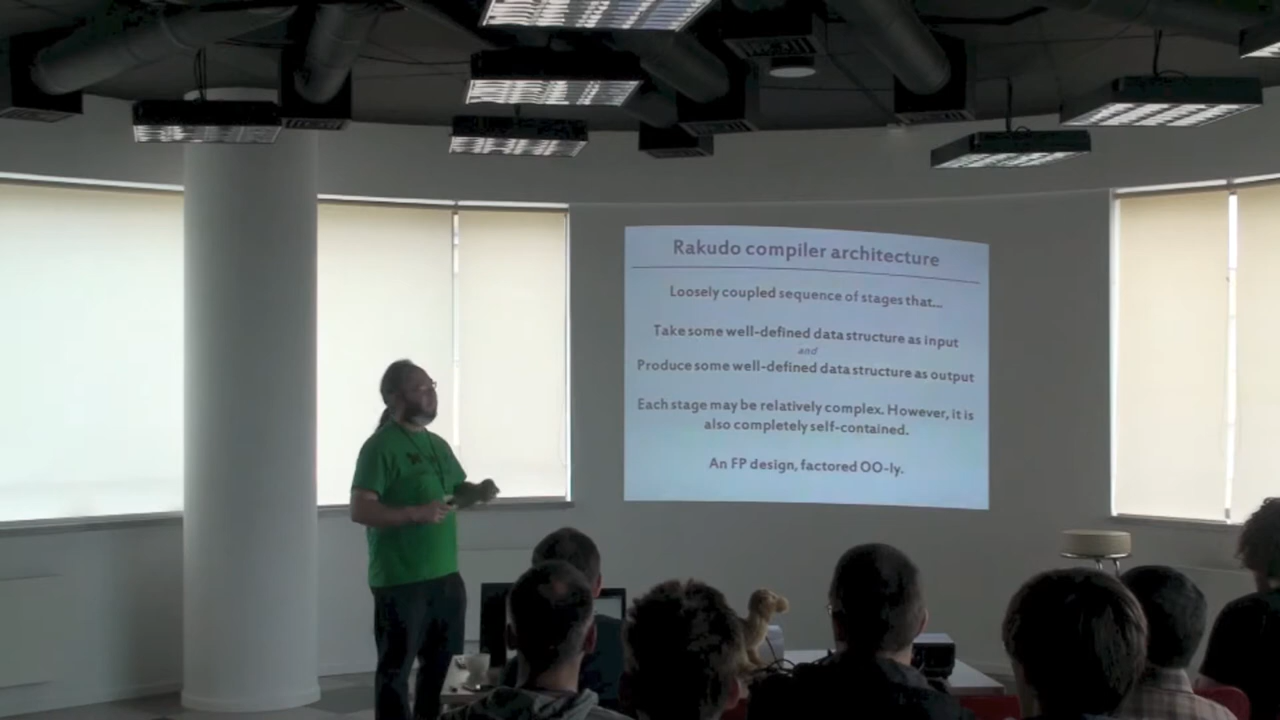 Rakudo compiler architecture
Loosely coupled sequence of stages that...
Take some well-defined data structure as input
and
Produce some well-defined data structure as output
Each stage may be relatively complex. However, it is
also completely self-contained.
An FP design, factored OO-ly.